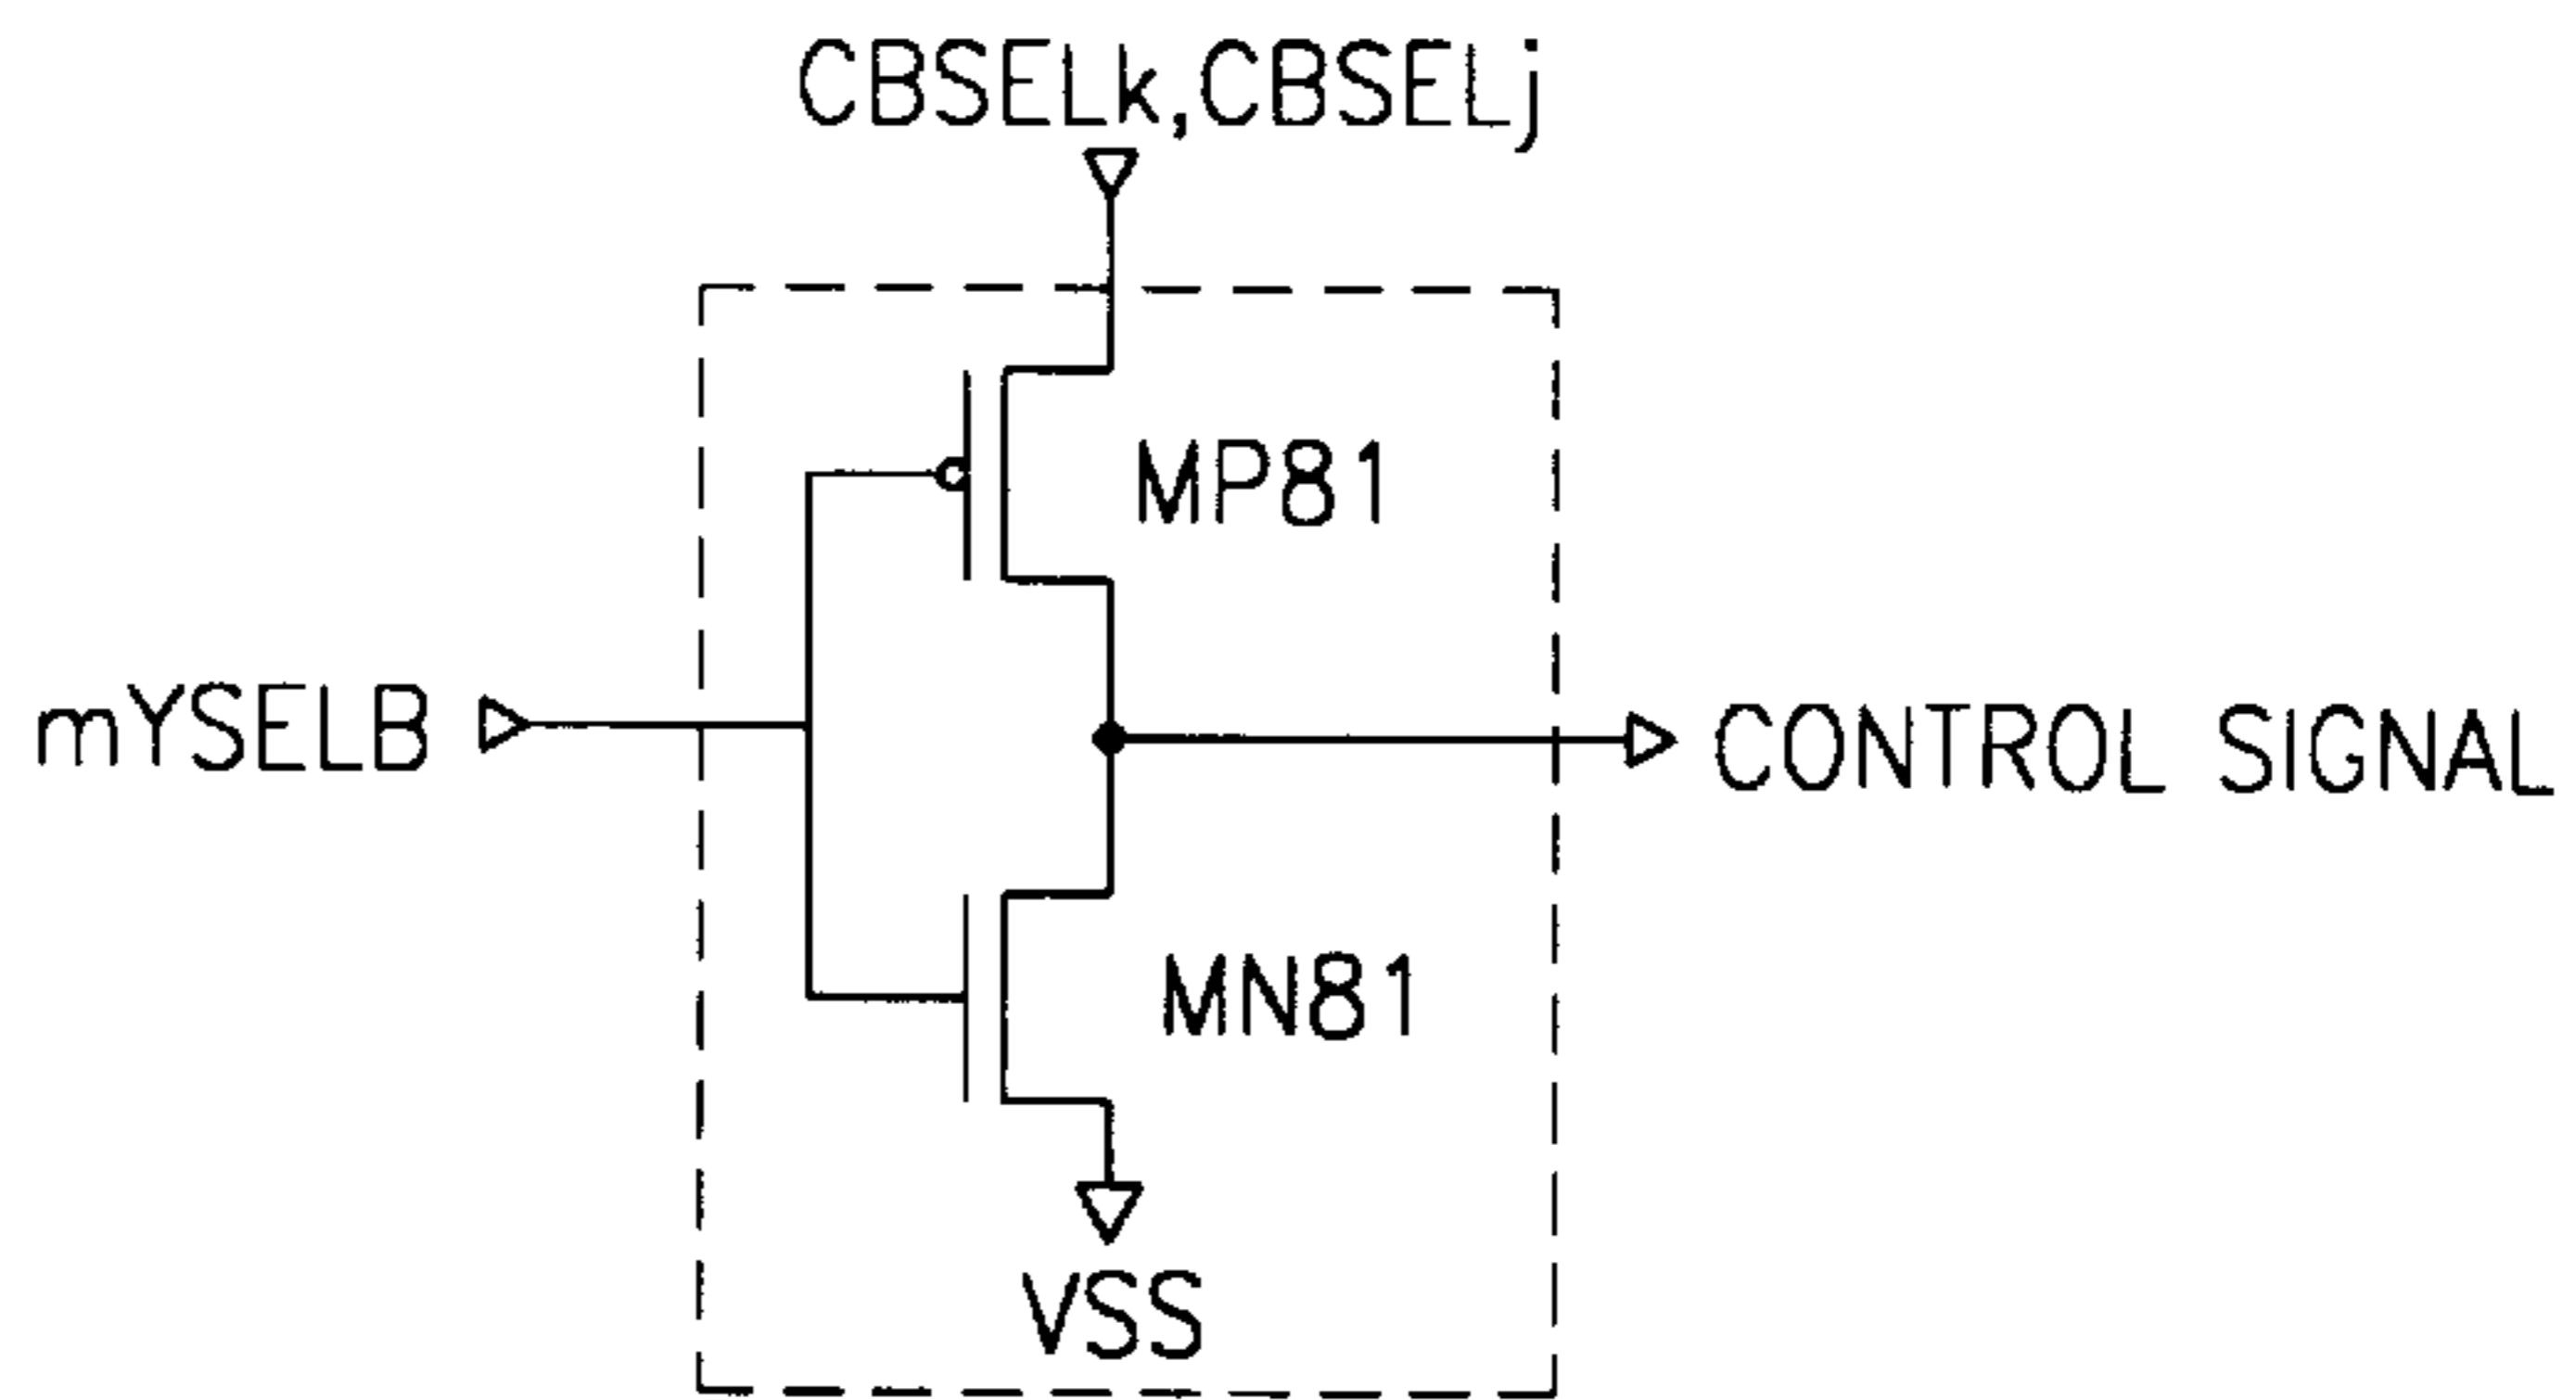 CBSELk,CBSELj
MP81
mYSELB
CONTROL SIGNAL
MN81
VSS